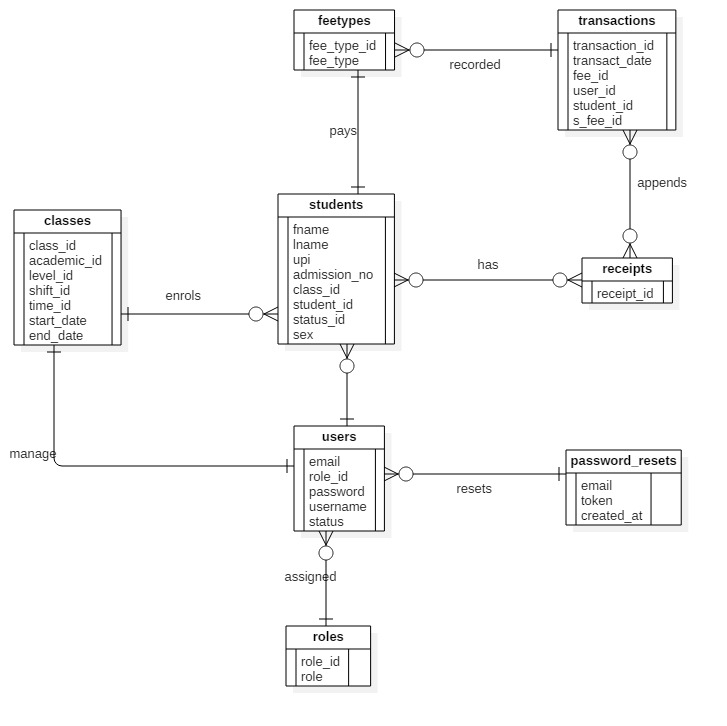 feetypes
fee_type_id
fee_type
transactions
transaction_id
transact_date
fee_id
user_id
student_id
s_fee_id
recorded
pays
appends
classes
class_id
academic_id
level_id
shift_id
time_id
start_date
end_date
students
fname
lname
upi
admission_no
class_id
student_id
status_id
sex
receipts
receipt_id
has
enrols
manage
users
email
role_id
password
username
status
password_resets
email
token
created_at
resets
assigned
roles
role_id
role